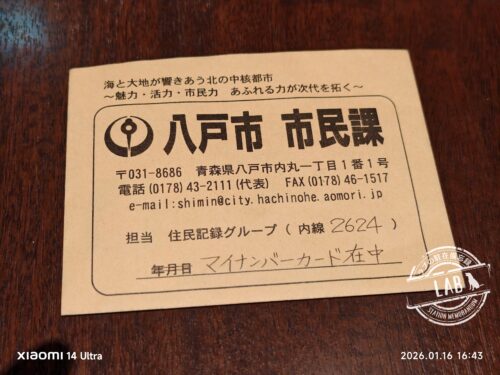 海と大地が響きあう北の中核都市
～魅力・活力・市民力　あふれる力が次代を拓く～
八戸市 市民課
〒031-8686　青森県八戸市内丸一丁目1番1号
電話(0178)43-2111(代表)　FAX(0178)46-1517
e-mail:shimin@city.hachinohe.aomori.jp
担当　住民記録グループ（内線 2624）
年月日　マイナンバーカード在中
LAB
STATION MEMORANDUM
xiaomi 14 Ultra
2026.01.16 16:43